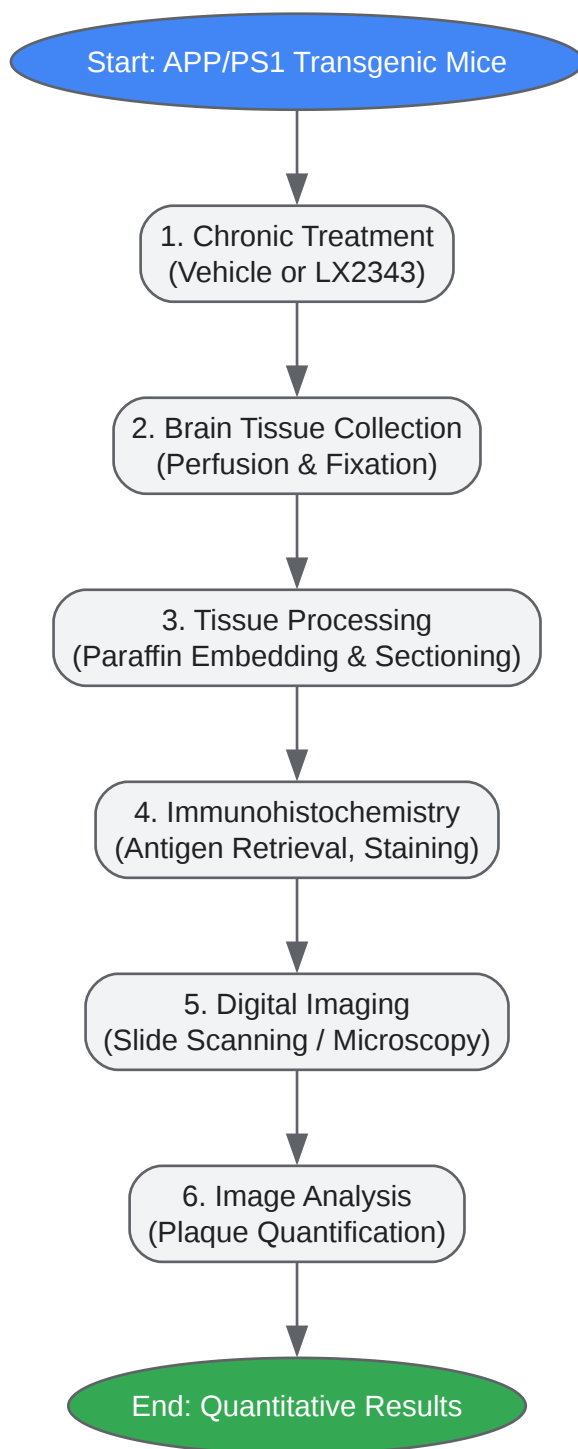 Start: APP/PS1 Transgenic Mice
1. Chronic Treatment
(Vehicle or LX2343)
2. Brain Tissue Collection
(Perfusion & Fixation)
3. Tissue Processing
(Paraffin Embedding & Sectioning)
4. Immunohistochemistry
(Antigen Retrieval, Staining)
5. Digital Imaging
(Slide Scanning / Microscopy)
6. Image Analysis
(Plaque Quantification)
End: Quantitative Results